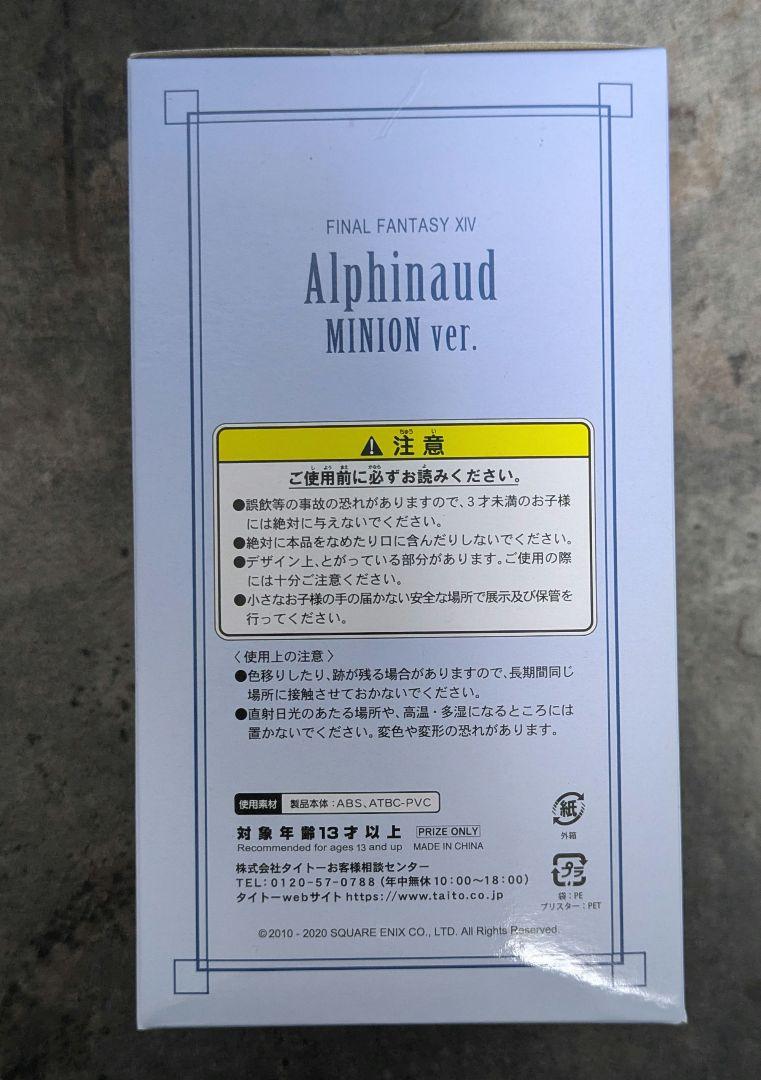 FINAL FANTASY XIV
Alphinaud
MINION ver.
注意
ご使用前に必ずお読みください。
●誤飲等の事故の恐れがありますので、3才未満のお子様
には絶対に与えないでください。
●絶対に本品をなめたり口に含んだりしないでください。
●デザイン上、とがっている部分があります。ご使用の際
には十分ご注意ください。
●小さなお子様の手の届かない安全な場所で展示及び保管を
行ってください。
〈使用上の注意〉
●色移りしたり、跡が残る場合がありますので、長期間同じ
場所に接触させておかないでください。
●直射日光のあたる場所や、高温・多湿になるところには
置かないでください。変色や変形の恐れがあります。
使用素材 製品本体：ABS、ATBC-PVC
対象年齢13才以上 PRIZE ONLY
Recommended for ages 13 and up MADE IN CHINA
株式会社タイトーお客様相談センター
TEL：0120-57-0788（年中無休10：00～18：00）
タイトーwebサイト https://www.taito.co.jp
紙
外箱
プラ
袋：PE
ブリスター：PET
©2010 - 2020 SQUARE ENIX CO., LTD. All Rights Reserved.